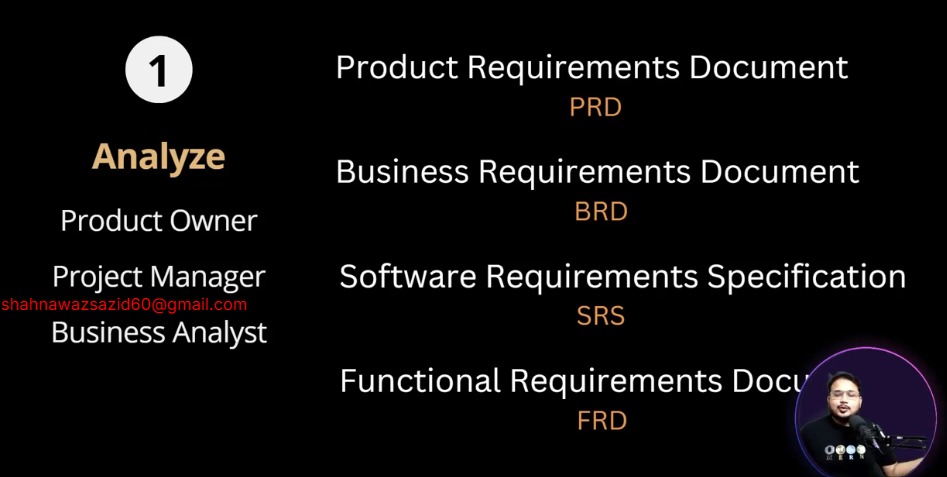 1
Analyze
Product Owner
Project Manager
shahnawazsazid60@gmail.com
Business Analyst
Product Requirements Document
PRD
Business Requirements Document
BRD
Software Requirements Specification
SRS
Functional Requirements Docu
FRD